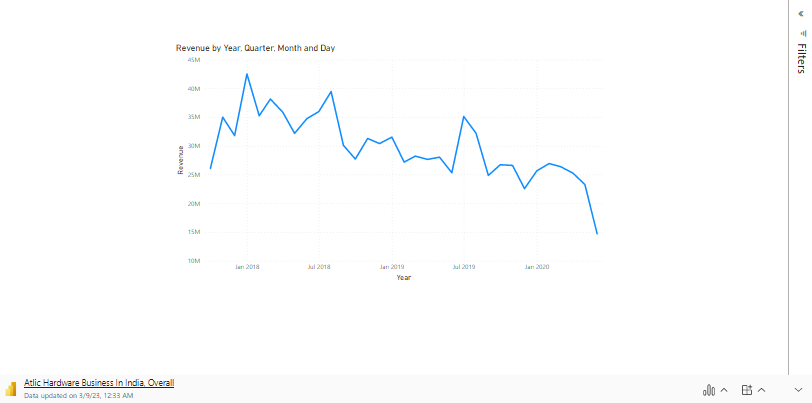 Revenue by Year, Quarter, Month and Day
45M
40M
35M
30M
25M
20M
15M
10M
Revenue
Jan 2018
Jul 2018
Jan 2019
Jul 2019
Jan 2020
Year
Filters
Atlic Hardware Business In India, Overall
Data updated on 3/9/23, 12:33 AM